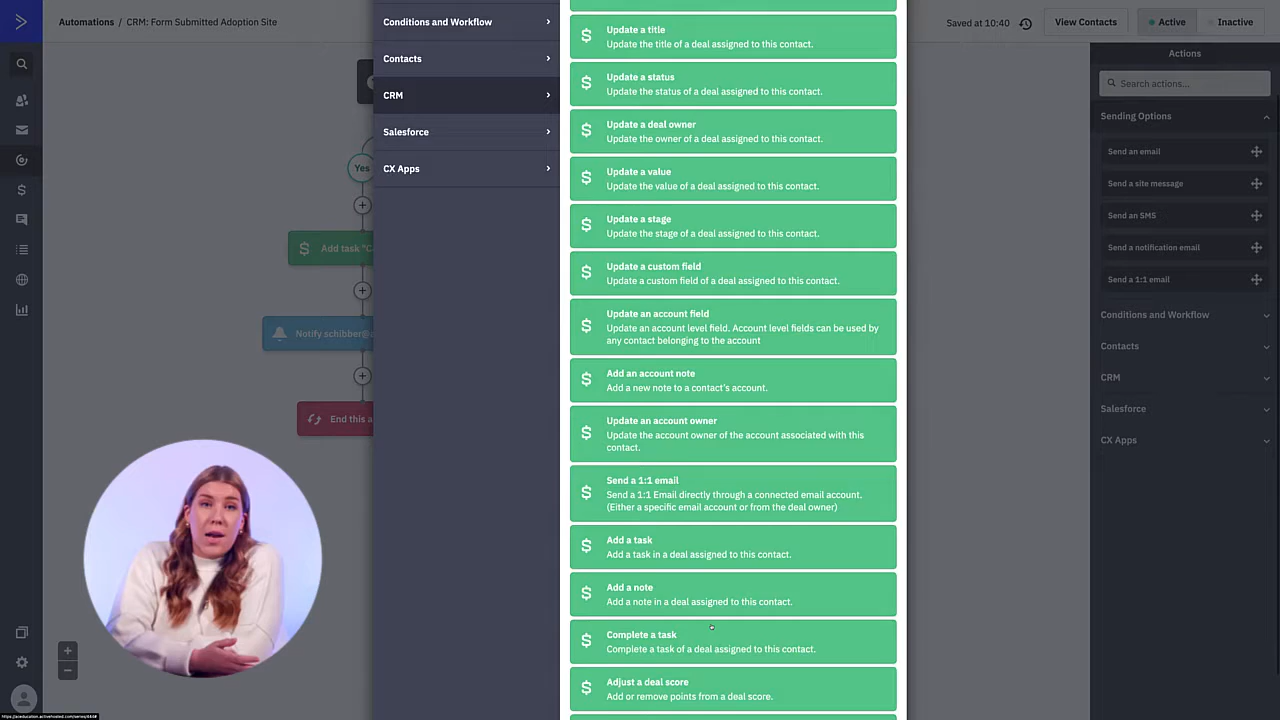 Automations / CRM: Form Submitted Adoption Site
Saved at 10:40
View Contacts
Active
Inactive
Yes
Add task "C
Notify schibber@
End this a
Conditions and Workflow
Contacts
CRM
Salesforce
CX Apps
Update a title
Update the title of a deal assigned to this contact.
Update a status
Update the status of a deal assigned to this contact.
Update a deal owner
Update the owner of a deal assigned to this contact.
Update a value
Update the value of a deal assigned to this contact.
Update a stage
Update the stage of a deal assigned to this contact.
Update a custom field
Update a custom field of a deal assigned to this contact.
Update an account field
Update an account level field. Account level fields can be used by
any contact belonging to the account
Add an account note
Add a new note to a contact's account.
Update an account owner
Update the account owner of the account associated with this
contact.
Send a 1:1 email
Send a 1:1 Email directly through a connected email account.
(Either a specific email account or from the deal owner)
Add a task
Add a task in a deal assigned to this contact.
Add a note
Add a note in a deal assigned to this contact.
Complete a task
Complete a task of a deal assigned to this contact.
Adjust a deal score
Add or remove points from a deal score.
Actions
Search actions...
Sending Options
Send an email
Send a site message
Send an SMS
Send a notification email
Send a 1:1 email
Conditions and Workflow
Contacts
CRM
Salesforce
CX Apps